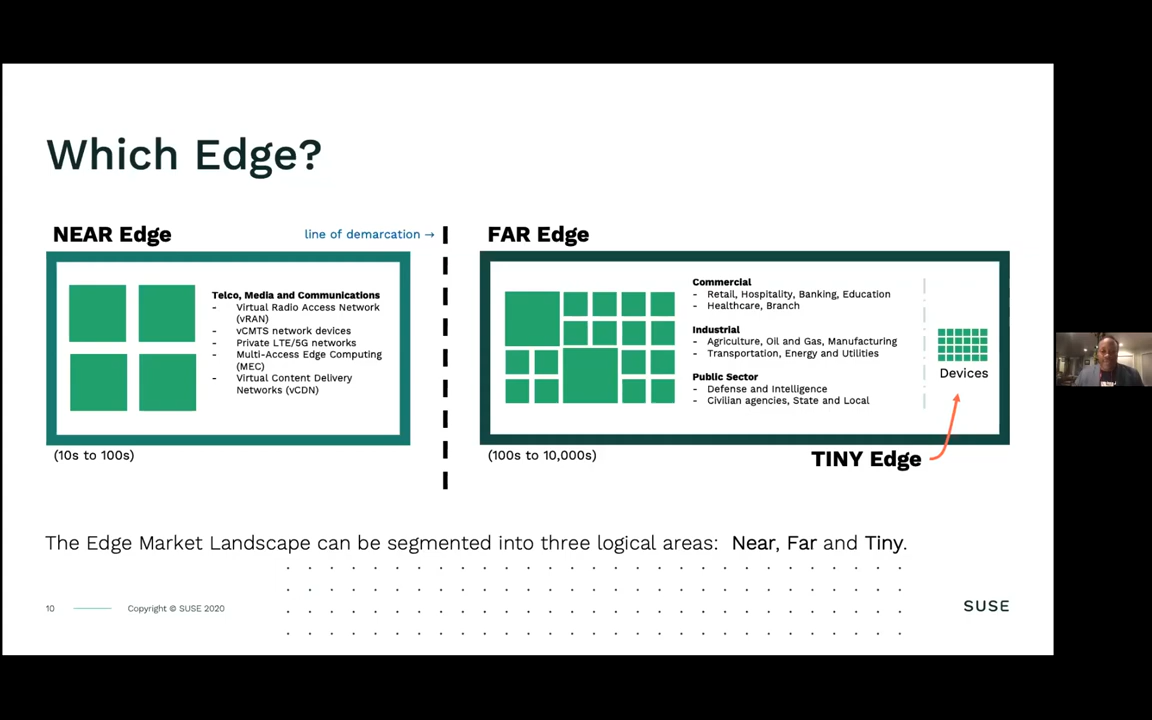 Which Edge?
NEAR Edge
line of demarcation →
FAR Edge
Telco, Media and Communications
- Virtual Radio Access Network
(vRAN)
- vCMTS network devices
- Private LTE/5G networks
- Multi-Access Edge Computing
(MEC)
- Virtual Content Delivery
Networks (vCDN)
Commercial
- Retail, Hospitality, Banking, Education
- Healthcare, Branch
Industrial
- Agriculture, Oil and Gas, Manufacturing
- Transportation, Energy and Utilities
Public Sector
- Defense and Intelligence
- Civilian agencies, State and Local
Devices
(10s to 100s)
(100s to 10,000s)
TINY Edge
The Edge Market Landscape can be segmented into three logical areas: Near, Far and Tiny.
10
Copyright © SUSE 2020
SUSE